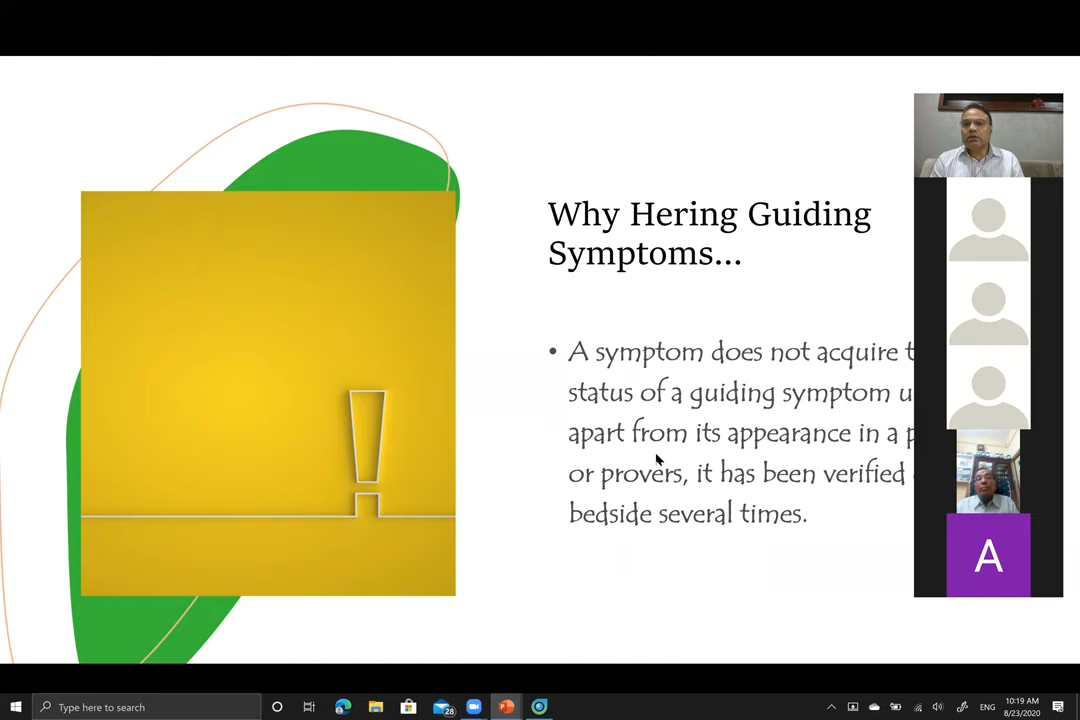 Why Hering Guiding
Symptoms...
• A symptom does not acquire
status of a guiding symptom
apart from its appearance in a
or provers, it has been verified
bedside several times.
A
Type here to search
28
ENG
10:19 AM
8/23/2020